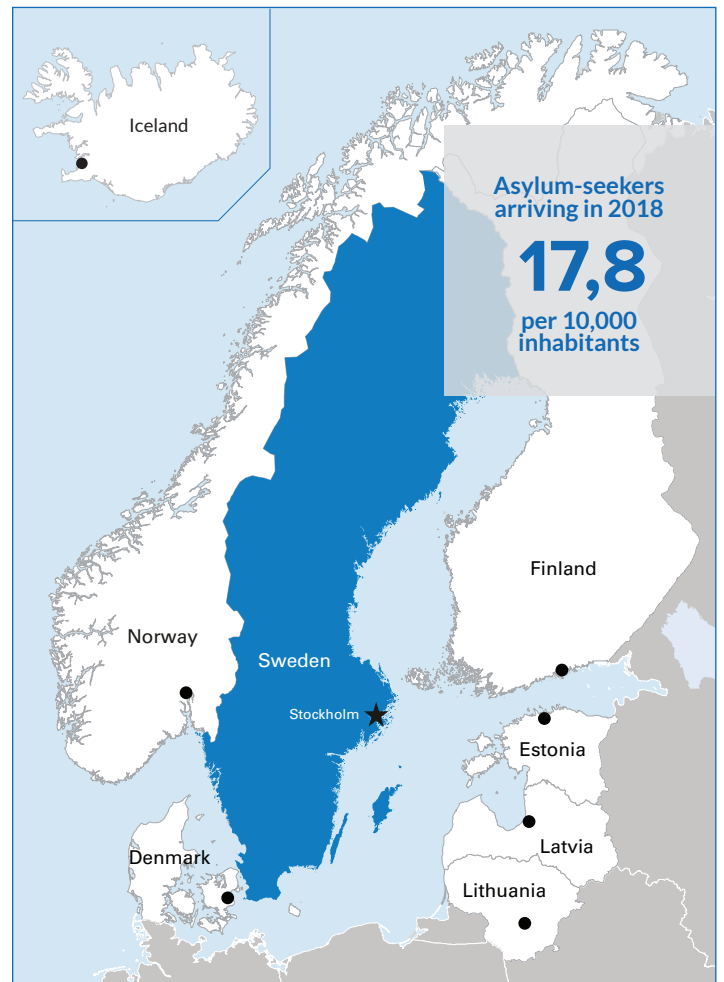 Iceland
Asylum-seekers
arriving in 2018
17,8
per 10,000
inhabitants
Finland
Norway
Sweden
Stockholm
Estonia
Latvia
Denmark
Lithuania